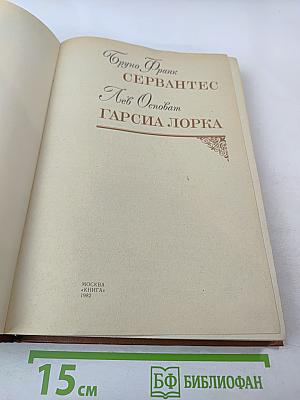 Бруно Франк
СЕРВАНТЕС
Лев Осповат
ГАРСИА ЛОРКА
МОСКВА
«КНИГА»
1982
15 см
БФ БИБЛИОФАН